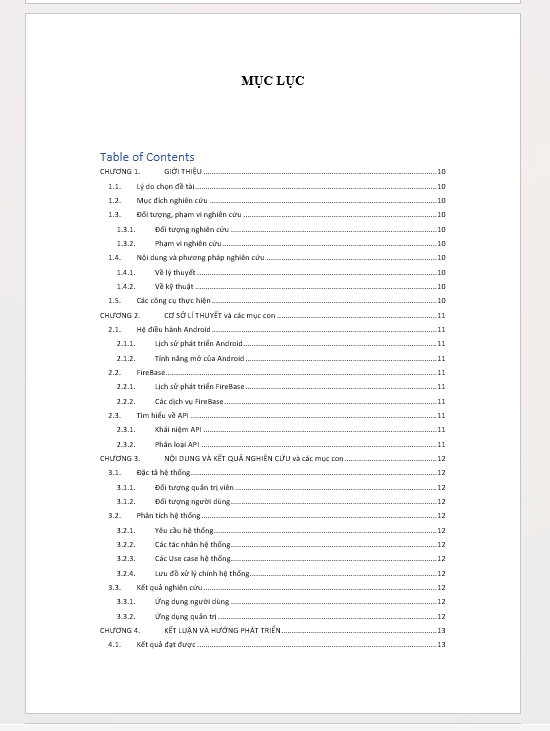 MỤC LỤC
Table of Contents
CHƯƠNG 1. GIỚI THIỆU 10
1.1. Lý do chọn đề tài 10
1.2. Mục đích nghiên cứu 10
1.3. Đối tượng, phạm vi nghiên cứu 10
1.3.1. Đối tượng nghiên cứu 10
1.3.2. Phạm vi nghiên cứu 10
1.4. Nội dung và phương pháp nghiên cứu 10
1.4.1. Về lý thuyết 10
1.4.2. Về kỹ thuật 10
1.5. Các công cụ thực hiện 10
CHƯƠNG 2. CƠ SỞ LÍ THUYẾT và các mục con 11
2.1. Hệ điều hành Android 11
2.1.1. Lịch sử phát triển Android 11
2.1.2. Tính năng mở của Android 11
2.2. FireBase 11
2.2.1. Lịch sử phát triển FireBase 11
2.2.2. Các dịch vụ FireBase 11
2.3. Tìm hiểu về API 11
2.3.1. Khái niệm API 11
2.3.2. Phân loại API 11
CHƯƠNG 3. NỘI DUNG VÀ KẾT QUẢ NGHIÊN CỨU và các mục con 12
3.1. Đặc tả hệ thống 12
3.1.1. Đối tượng quản trị viên 12
3.1.2. Đối tượng người dùng 12
3.2. Phân tích hệ thống 12
3.2.1. Yêu cầu hệ thống 12
3.2.2. Các tác nhân hệ thống 12
3.2.3. Các Use case hệ thống 12
3.2.4. Lưu đồ xử lý chính hệ thống 12
3.3. Kết quả nghiên cứu 12
3.3.1. Ứng dụng người dùng 12
3.3.2. Ứng dụng quản trị 12
CHƯƠNG 4. KẾT LUẬN VÀ HƯỚNG PHÁT TRIỂN 13
4.1. Kết quả đạt được 13